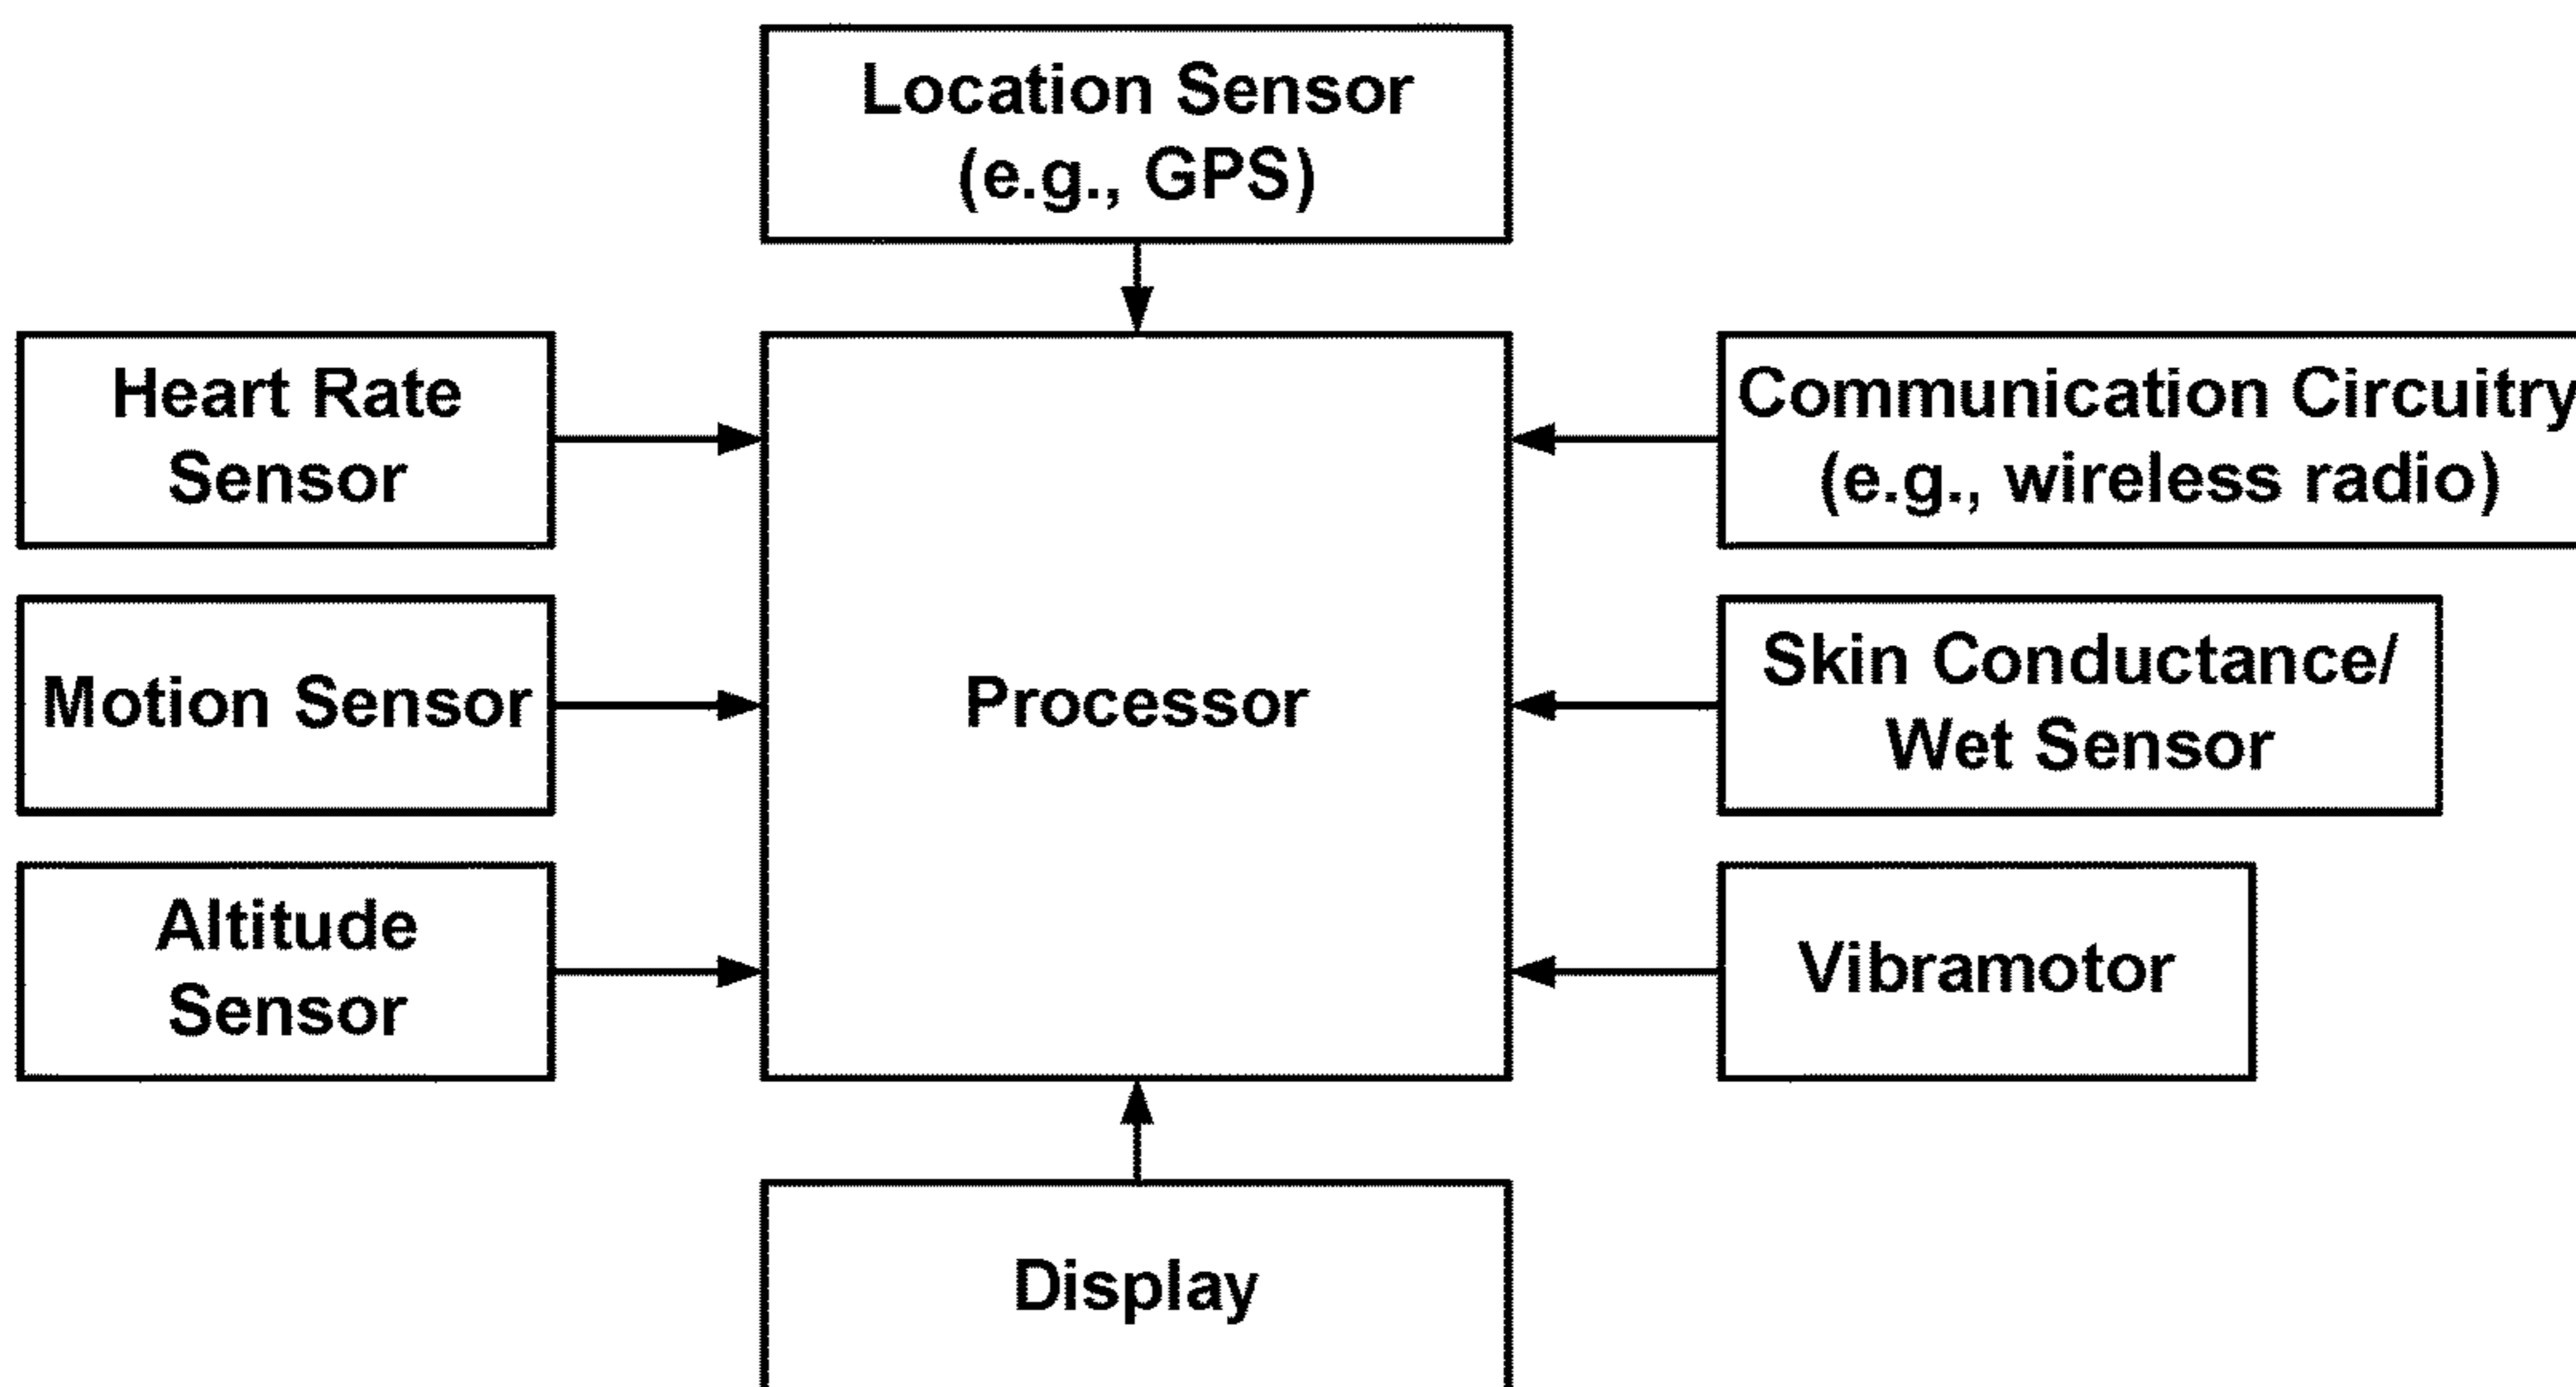 Location Sensor
(e.g., GPS)
Heart Rate
Sensor
Communication Circuitry
(e.g., wireless radio)
Motion Sensor
Processor
Skin Conductance/
Wet Sensor
Altitude
Sensor
Vibramotor
Display